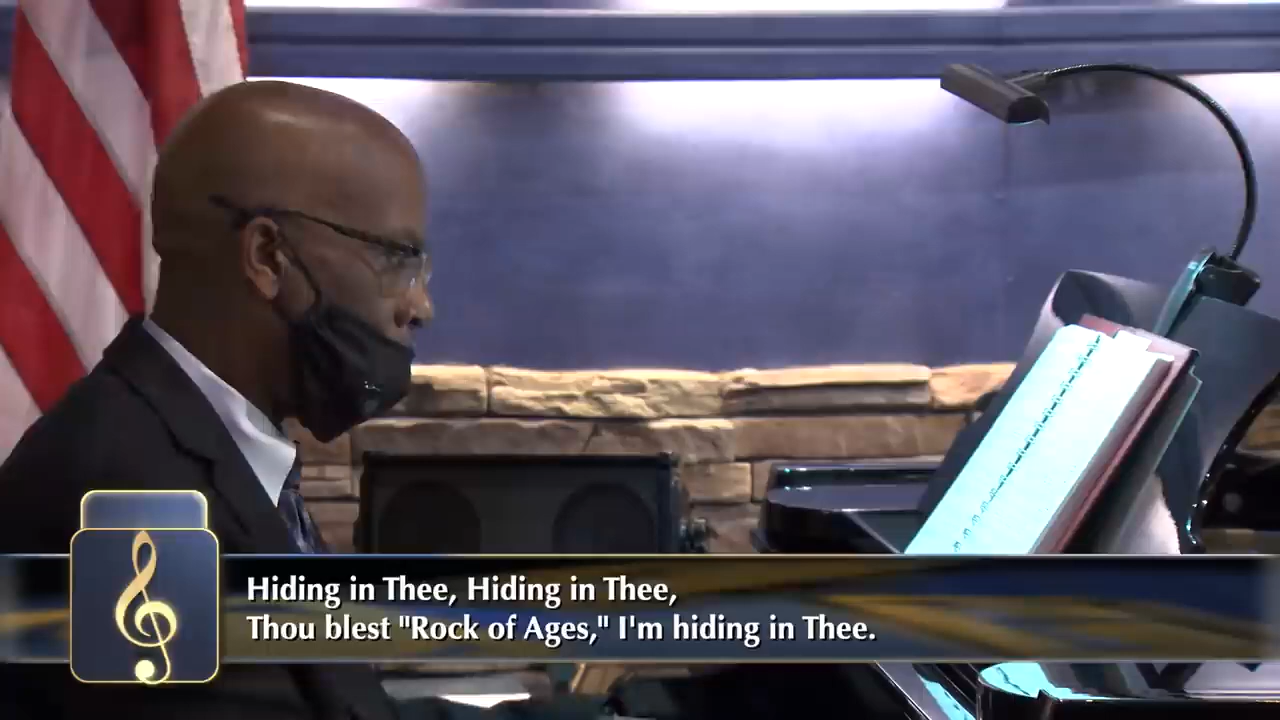 Hiding in Thee, Hiding in Thee,
Thou blest "Rock of Ages," I'm hiding in Thee.